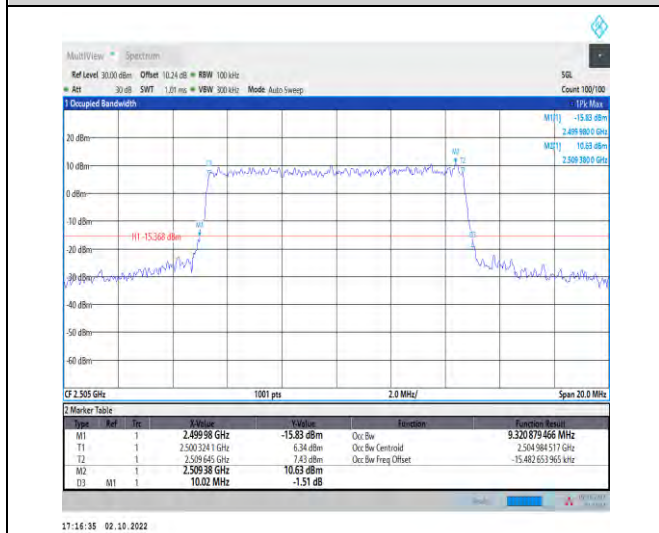 MultiView Spectrum
Ref Level 30.00 dBm Offset 10.24 dB RBW 100 kHz SGL
Att 30 dB SWT 1.01 ms VBW 300 kHz Mode Auto Sweep Count 100/100
1 Occupied Bandwidth 1Pk Max
M1[1] -15.83 dBm
2.499 980 0 GHz
M2[1] 10.63 dBm
2.509 380 0 GHz
20 dBm
M2
T1 T2
10 dBm
0 dBm
-10 dBm
M1
H1 -15.368 dBm
D3
-20 dBm
-30 dBm
-40 dBm
-50 dBm
-60 dBm
CF 2.505 GHz 1001 pts 2.0 MHz/ Span 20.0 MHz
2 Marker Table
Type Ref Trc X-Value Y-Value Function Function Result
M1 1 2.499 98 GHz -15.83 dBm Occ Bw 9.320 879 466 MHz
T1 1 2.500 324 1 GHz 6.34 dBm Occ Bw Centroid 2.504 984 517 GHz
T2 1 2.509 645 GHz 7.43 dBm Occ Bw Freq Offset -15.482 653 965 kHz
M2 1 2.509 38 GHz 10.63 dBm
D3 M1 1 10.02 MHz -1.51 dB
17:16:35 02.10.2022